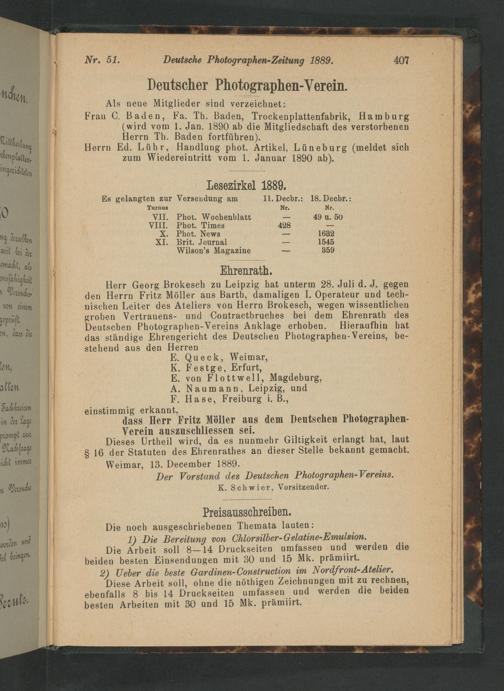 Nr. 51. Deutsche Photographen-Zeitung 1889. 407
Deutscher Photographen-Verein.
Als neue Mitglieder sind verzeichnet:
Frau C. Baden, Fa. Th. Baden, Trockenplattenfabrik, Hamburg
(wird vom 1. Jan. 1890 ab die Mitgliedschaft des verstorbenen
Herrn Th. Baden fortführen).
Herrn Ed. Lühr, Handlung phot. Artikel, Lüneburg (meldet sich
zum Wiedereintritt vom 1. Januar 1890 ab).
Lesezirkel 1889.
Es gelangten zur Versendung am 11. Decbr.: 18. Decbr.:
Turnus Nr. Nr.
VII. Phot. Wochenblatt — 49 u. 50
VIII. Phot. Times 428 —
X. Phot. News — 1632
XI. Brit. Journal — 1545
Wilson's Magazine — 359
Ehrenrath.
Herr Georg Brokesch zu Leipzig hat unterm 28. Juli d. J. gegen
den Herrn Fritz Möller aus Barth, damaligen I. Operateur und tech-
nischen Leiter des Ateliers von Herrn Brokesch, wegen wissentlichen
groben Vertrauens- und Contractbruches bei dem Ehrenrath des
Deutschen Photographen-Vereins Anklage erhoben. Hieraufhin hat
das ständige Ehrengericht des Deutschen Photographen-Vereins, be-
stehend aus den Herren
E. Queck, Weimar,
K. Festge, Erfurt,
E. von Flottwell, Magdeburg,
A. Naumann, Leipzig, und
F. Hase, Freiburg i. B.,
einstimmig erkannt,
dass Herr Fritz Möller aus dem Deutschen Photographen-
Verein auszuschliessen sei.
Dieses Urtheil wird, da es nunmehr Giltigkeit erlangt hat, laut
§ 16 der Statuten des Ehrenrathes an dieser Stelle bekannt gemacht.
Weimar, 13. December 1889.
Der Vorstand des Deutschen Photographen-Vereins.
K. Schwier, Vorsitzender.
Preisausschreiben.
Die noch ausgeschriebenen Themata lauten:
1) Die Bereitung von Chlorsilber-Gelatine-Emulsion.
Die Arbeit soll 8—14 Druckseiten umfassen und werden die
beiden besten Einsendungen mit 30 und 15 Mk. prämiirt.
2) Ueber die beste Gardinen-Construction im Nordfront-Atelier.
Diese Arbeit soll, ohne die nöthigen Zeichnungen mit zu rechnen,
ebenfalls 8 bis 14 Druckseiten umfassen und werden die beiden
besten Arbeiten mit 30 und 15 Mk. prämiirt.